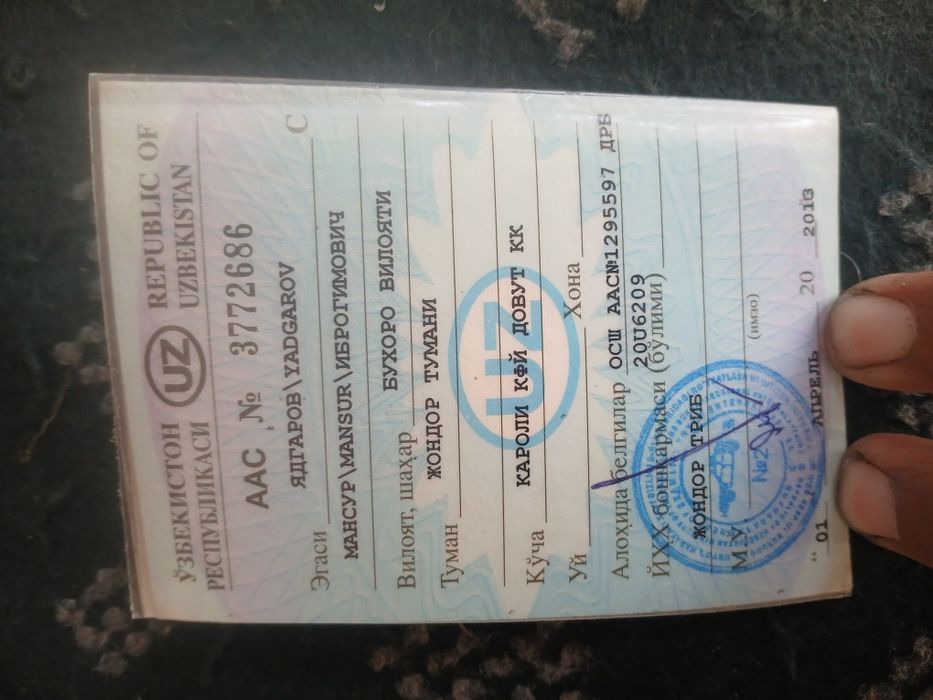 ЎЗБЕКИСТОН РЕСПУБЛИКАСИ
UZ
REPUBLIC OF UZBEKISTAN
ААС № 3772686
ЯДГАРОВ\YADGAROV
С
Эгаси
МАНСУР\MANSUR\ИБРОГИМОВИЧ
БУХОРО ВИЛОЯТИ
Вилоят, шаҳар
ЖОНДОР ТУМАНИ
Туман
UZ
КАРОЛИ КФЙ ДОВУТ КК
Кўча
Уй Хона
Алоҳида белгилар ОСШ ААС№1295597 ДРБ
20U6209
ЙХХ бошқармаси (бўлими)
ЖОНДОР ТРИБ
М.У.
(имзо)
№2
" 01 АПРЕЛЬ 20 2013